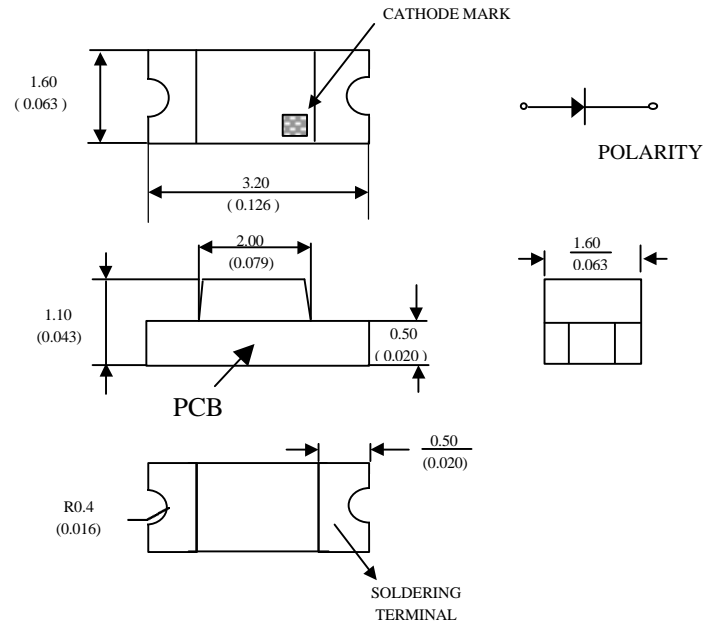 CATHODE MARK
1.60
( 0.063 )
POLARITY
3.20
( 0.126 )
2.00
(0.079)
1.60
0.063
1.10
(0.043)
0.50
( 0.020 )
PCB
0.50
(0.020)
R0.4
(0.016)
SOLDERING
TERMINAL